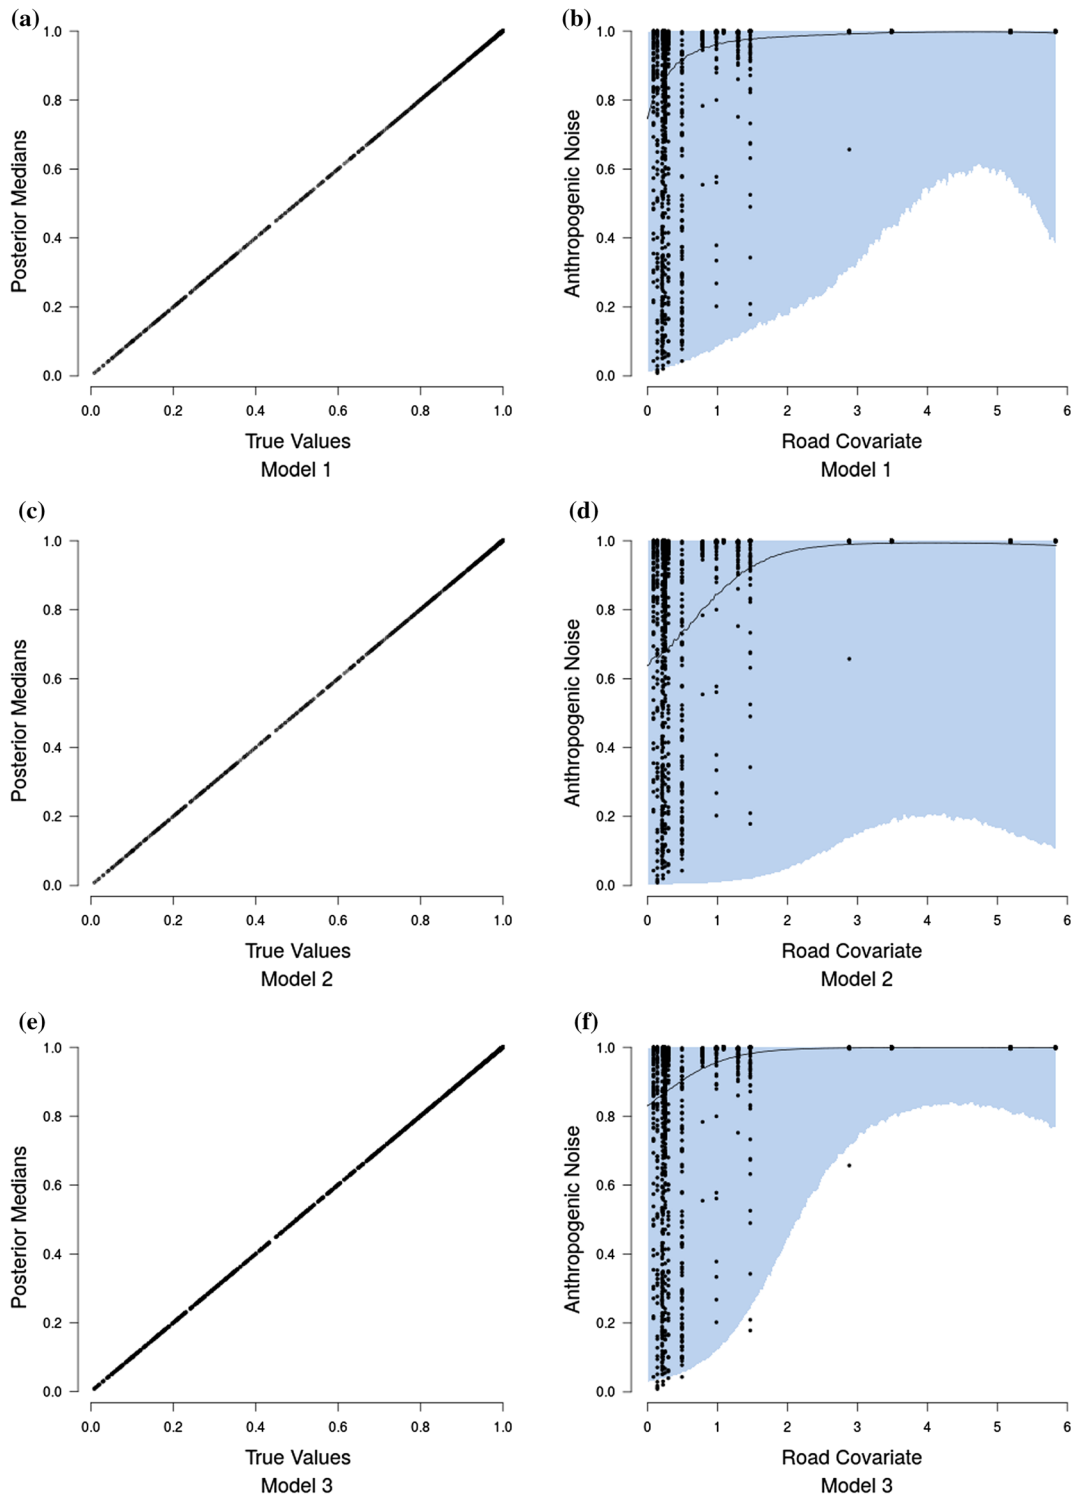 (a)
1.0
0.8
0.6
0.4
0.2
0.0
Posterior Medians
0.0 0.2 0.4 0.6 0.8 1.0
True Values
Model 1
(b)
1.0
0.8
0.6
0.4
0.2
0.0
Anthropogenic Noise
0 1 2 3 4 5 6
Road Covariate
Model 1
(c)
1.0
0.8
0.6
0.4
0.2
0.0
Posterior Medians
0.0 0.2 0.4 0.6 0.8 1.0
True Values
Model 2
(d)
1.0
0.8
0.6
0.4
0.2
0.0
Anthropogenic Noise
0 1 2 3 4 5 6
Road Covariate
Model 2
(e)
1.0
0.8
0.6
0.4
0.2
0.0
Posterior Medians
0.0 0.2 0.4 0.6 0.8 1.0
True Values
Model 3
(f)
1.0
0.8
0.6
0.4
0.2
0.0
Anthropogenic Noise
0 1 2 3 4 5 6
Road Covariate
Model 3